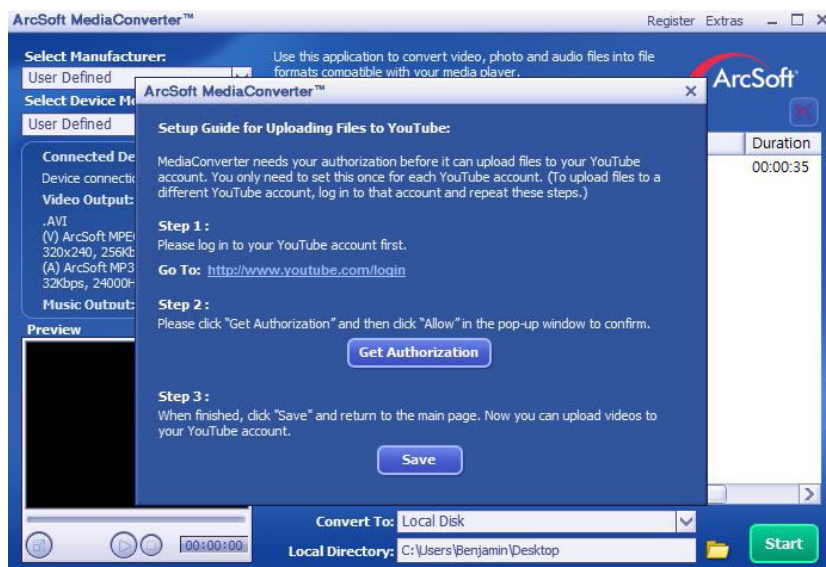 ArcSoft MediaConverter™
Register Extras
Select Manufacturer:
User Defined
Select Device Mo
User Defined
Use this application to convert video, photo and audio files into file
formats compatible with your media player.
ArcSoft
Connected De
Device connectio
Video Output:
.AVI
(V) ArcSoft MPE
320x240, 256Kb
(A) ArcSoft MP3
32Kbps, 24000H
Music Output:
Preview
00:00:00
ArcSoft MediaConverter™
Setup Guide for Uploading Files to YouTube:
MediaConverter needs your authorization before it can upload files to your YouTube
account. You only need to set this once for each YouTube account. (To upload files to a
different YouTube account, log in to that account and repeat these steps.)
Step 1 :
Please log in to your YouTube account first.
Go To: http://www.youtube.com/login
Step 2 :
Please click "Get Authorization" and then click "Allow" in the pop-up window to confirm.
Get Authorization
Step 3 :
When finished, click "Save" and return to the main page. Now you can upload videos to
your YouTube account.
Save
Duration
00:00:35
Convert To: Local Disk
Local Directory: C:\Users\Benjamin\Desktop
Start